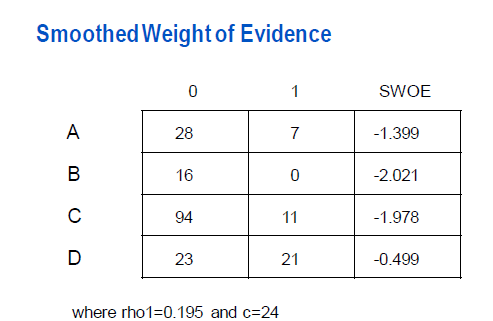 Smoothed Weight of Evidence
0 1 SWOE
A 28 7 -1.399
B 16 0 -2.021
C 94 11 -1.978
D 23 21 -0.499
where rho1=0.195 and c=24